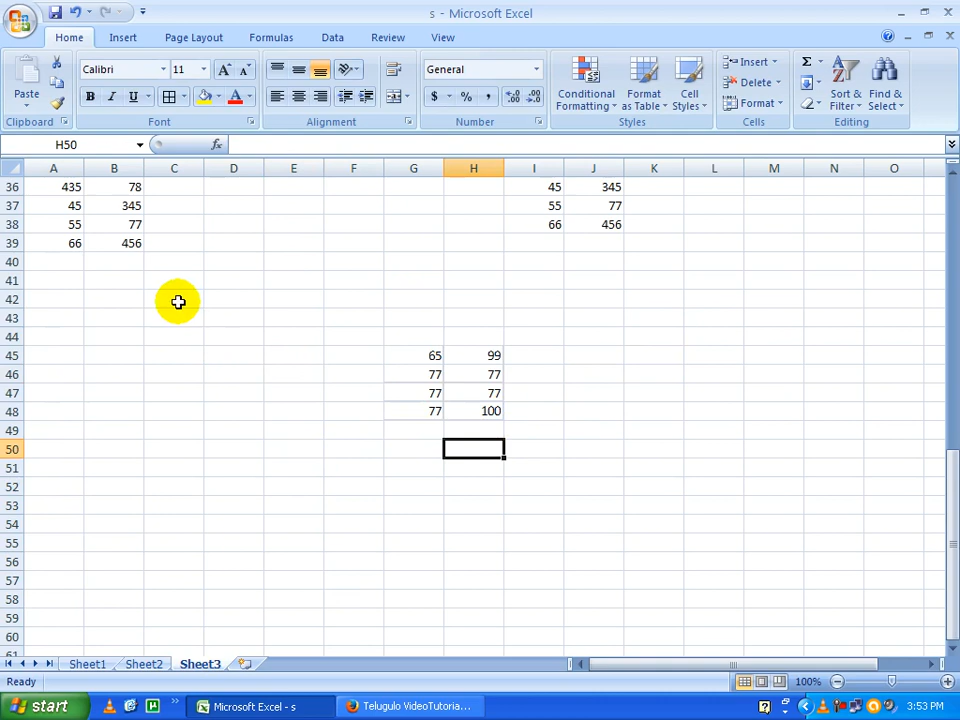 s - Microsoft Excel
Home Insert Page Layout Formulas Data Review View
Paste
Calibri 11
General
Conditional Formatting
Format as Table
Cell Styles
Insert
Delete
Format
Sort & Filter
Find & Select
Clipboard Font Alignment Number Styles Cells Editing
H50
A B C D E F G H I J K L M N O
36 435 78 45 345
37 45 345 55 77
38 55 77 66 456
39 66 456
40
41
42
43
44
45 65 99
46 77 77
47 77 77
48 77 100
49
50
51
52
53
54
55
56
57
58
59
60
Sheet1 Sheet2 Sheet3
Ready 100%
start Microsoft Excel - s Telugulo VideoTutoria... 3:53 PM